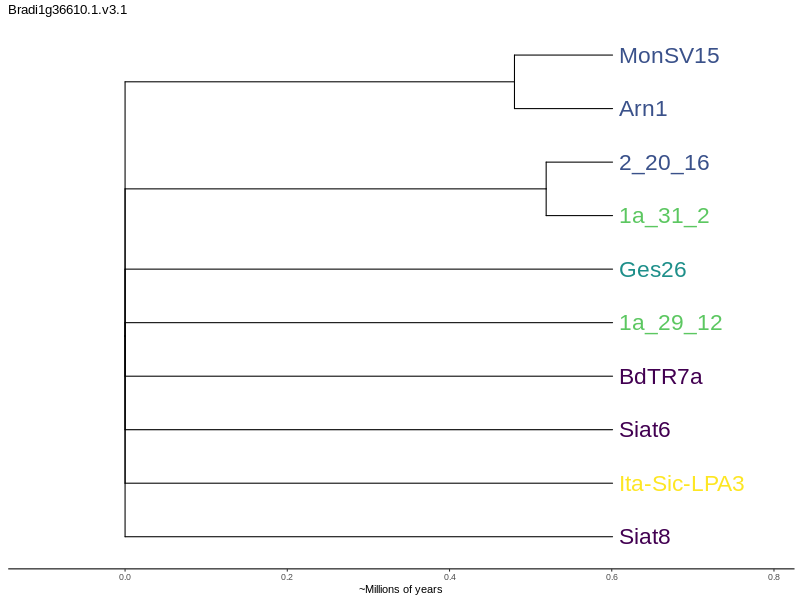 Bradi1g36610.1.v3.1
MonSV15
Arn1
2_20_16
1a_31_2
Ges26
1a_29_12
BdTR7a
Siat6
Ita-Sic-LPA3
Siat8
0.0 0.2 0.4 0.6 0.8
~Millions of years